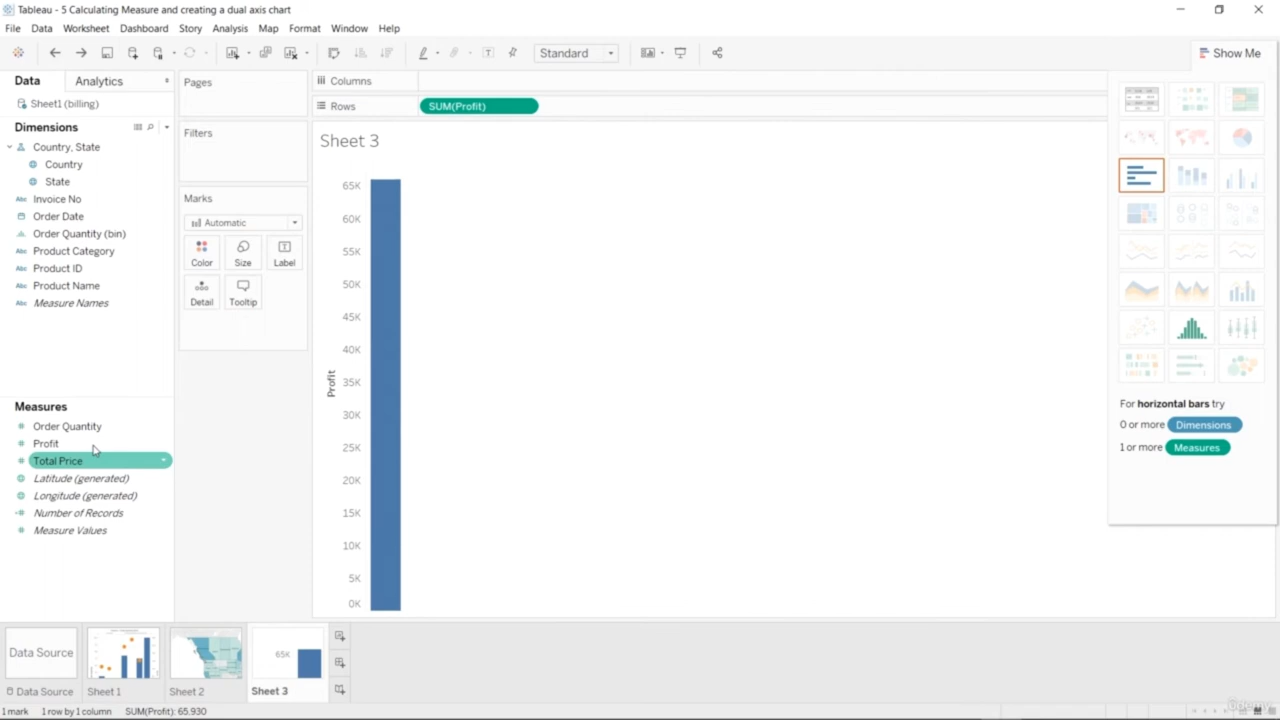 Tableau - 5 Calculating Measure and creating a dual axis chart
File Data Worksheet Dashboard Story Analysis Map Format Window Help
Standard
Show Me
Data Analytics
Sheet1 (billing)
Dimensions
Country, State
Country
State
Abc Invoice No
Order Date
Order Quantity (bin)
Abc Product Category
Abc Product ID
Abc Product Name
Abc Measure Names
Measures
# Order Quantity
# Profit
# Total Price
Latitude (generated)
Longitude (generated)
=# Number of Records
# Measure Values
Pages
Filters
Marks
Automatic
Color Size Label
Detail Tooltip
Columns
Rows SUM(Profit)
Sheet 3
65K
60K
55K
50K
45K
40K
35K
30K
25K
20K
15K
10K
5K
0K
Profit
For horizontal bars try
0 or more Dimensions
1 or more Measures
Data Source
65K
Data Source Sheet 1 Sheet 2 Sheet 3
1 mark 1 row by 1 column SUM(Profit): 65,930